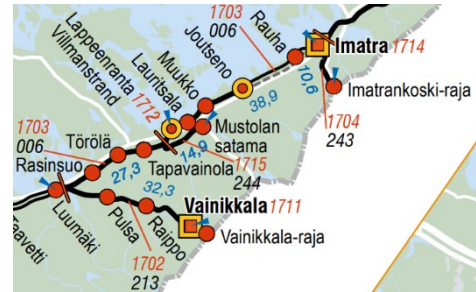 1703
006
Rauha
Imatra 1714
10,6
Imatrankoski-raja
1704
243
Joutseno
38,9
Muukko
Lauritsala
Lappeenranta
Villmanstrand
1712
Mustolan
satama
14,9
1715
244
Tapavainola
1703
006
Törölä
Rasinsuo
27,3
32,3
Vainikkala 1711
Vainikkala-raja
Luumäki
Pulsa
Raippo
1702
213
Taavetti